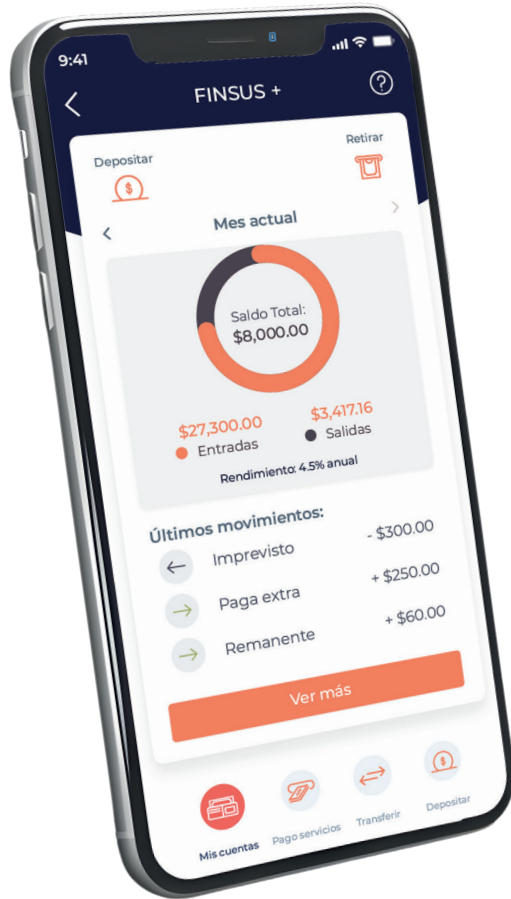 9:41
FINSUS +
?
Depositar
Retirar
$
Mes actual
Saldo Total:
$8,000.00
$27,300.00
$3,417.16
Entradas
Salidas
Rendimiento: 4.5% anual
Últimos movimientos:
Imprevisto
- $300.00
Paga extra
+ $250.00
Remanente
+ $60.00
Ver más
$
Mis cuentas
Pago servicios
Transferir
Depositar